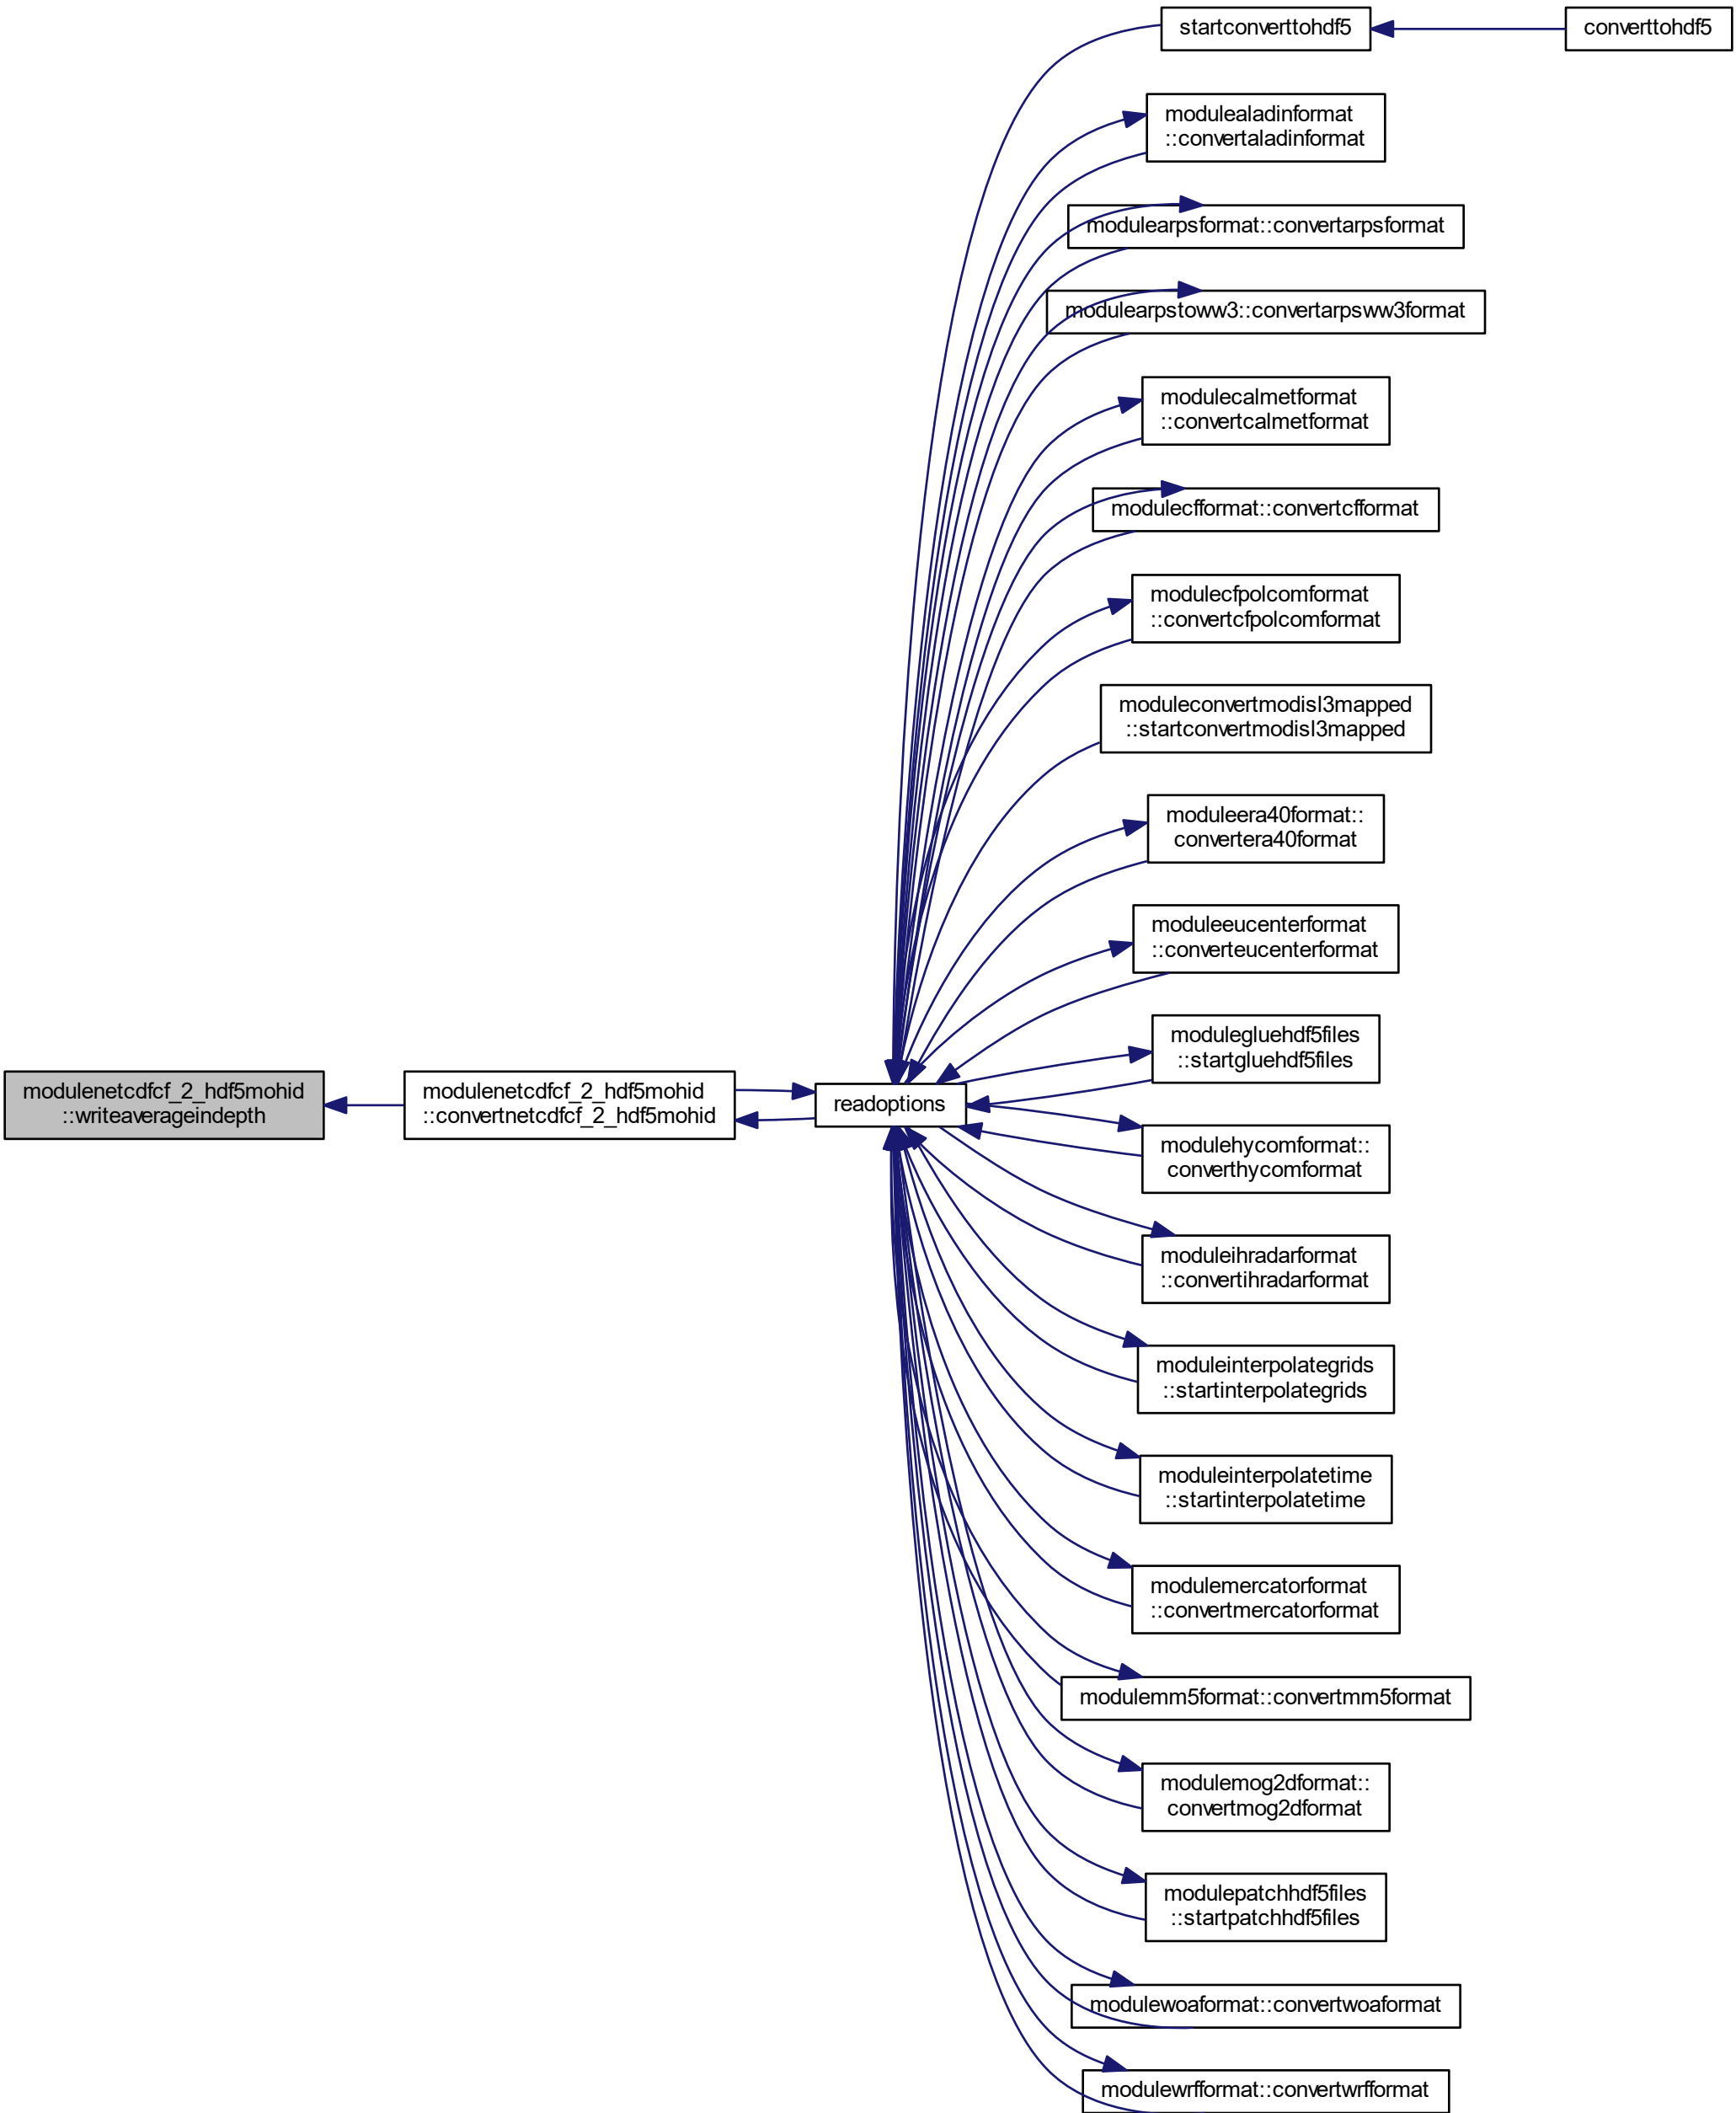 startconverttohdf5
converttohdf5
modulealadinformat
::convertaladinformat
modulearpsformat::convertarpsformat
modulearpstoww3::convertarpsww3format
modulecalmetformat
::convertcalmetformat
modulecfformat::convertcfformat
modulecfpolcomformat
::convertcfpolcomformat
moduleconvertmodisl3mapped
::startconvertmodisl3mapped
moduleera40format::
convertera40format
moduleeucenterformat
::converteucenterformat
modulegluehdf5files
::startgluehdf5files
modulenetcdfcf_2_hdf5mohid
::writeaverageindepth
modulenetcdfcf_2_hdf5mohid
::convertnetcdfcf_2_hdf5mohid
readoptions
modulehycomformat::
converthycomformat
moduleihradarformat
::convertihradarformat
moduleinterpolategrids
::startinterpolategrids
moduleinterpolatetime
::startinterpolatetime
modulemercatorformat
::convertmercatorformat
modulemm5format::convertmm5format
modulemog2dformat::
convertmog2dformat
modulepatchhdf5files
::startpatchhdf5files
modulewoaformat::convertwoaformat
modulewrfformat::convertwrfformat